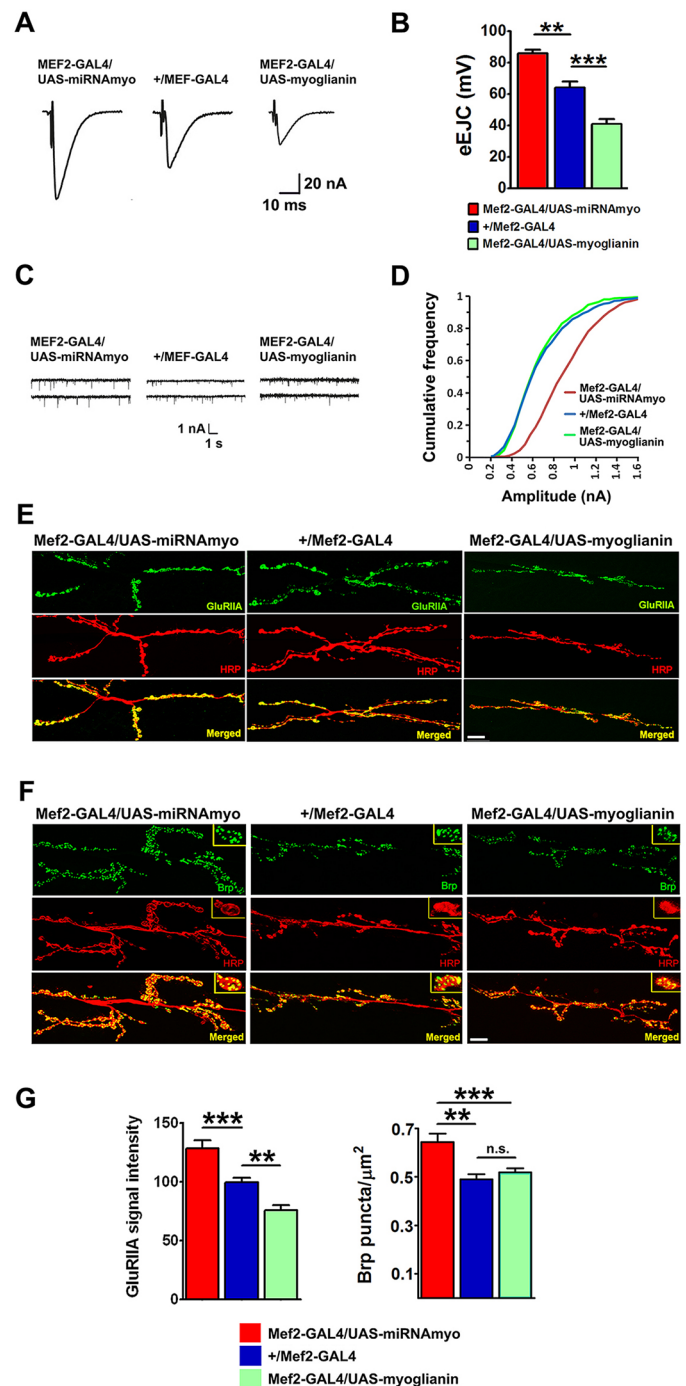 A
MEF2-GAL4/
UAS-miRNAmyo
+/MEF-GAL4
MEF2-GAL4/
UAS-myoglianin
20 nA
10 ms
B
eEJC (mV)
100
80
60
40
20
0
**
***
Mef2-GAL4/UAS-miRNAmyo
+/Mef2-GAL4
Mef2-GAL4/UAS-myoglianin
C
MEF2-GAL4/
UAS-miRNAmyo
+/MEF-GAL4
MEF2-GAL4/
UAS-myoglianin
1 nA
1 s
D
Cumulative frequency
1
0.8
0.6
0.4
0.2
0
Mef2-GAL4/
UAS-miRNAmyo
+/Mef2-GAL4
Mef2-GAL4/
UAS-myoglianin
0 0.2 0.4 0.6 0.8 1 1.2 1.4 1.6
Amplitude (nA)
E
Mef2-GAL4/UAS-miRNAmyo
+/Mef2-GAL4
Mef2-GAL4/UAS-myoglianin
GluRIIA
GluRIIA
GluRIIA
HRP
HRP
HRP
Merged
Merged
Merged
F
Mef2-GAL4/UAS-miRNAmyo
+/Mef2-GAL4
Mef2-GAL4/UAS-myoglianin
Brp
Brp
Brp
HRP
HRP
HRP
Merged
Merged
Merged
G
GluRIIA signal intensity
150
100
50
0
***
**
Brp puncta/µm²
0.7
0.5
0.3
0.1
***
**
n.s.
Mef2-GAL4/UAS-miRNAmyo
+/Mef2-GAL4
Mef2-GAL4/UAS-myoglianin